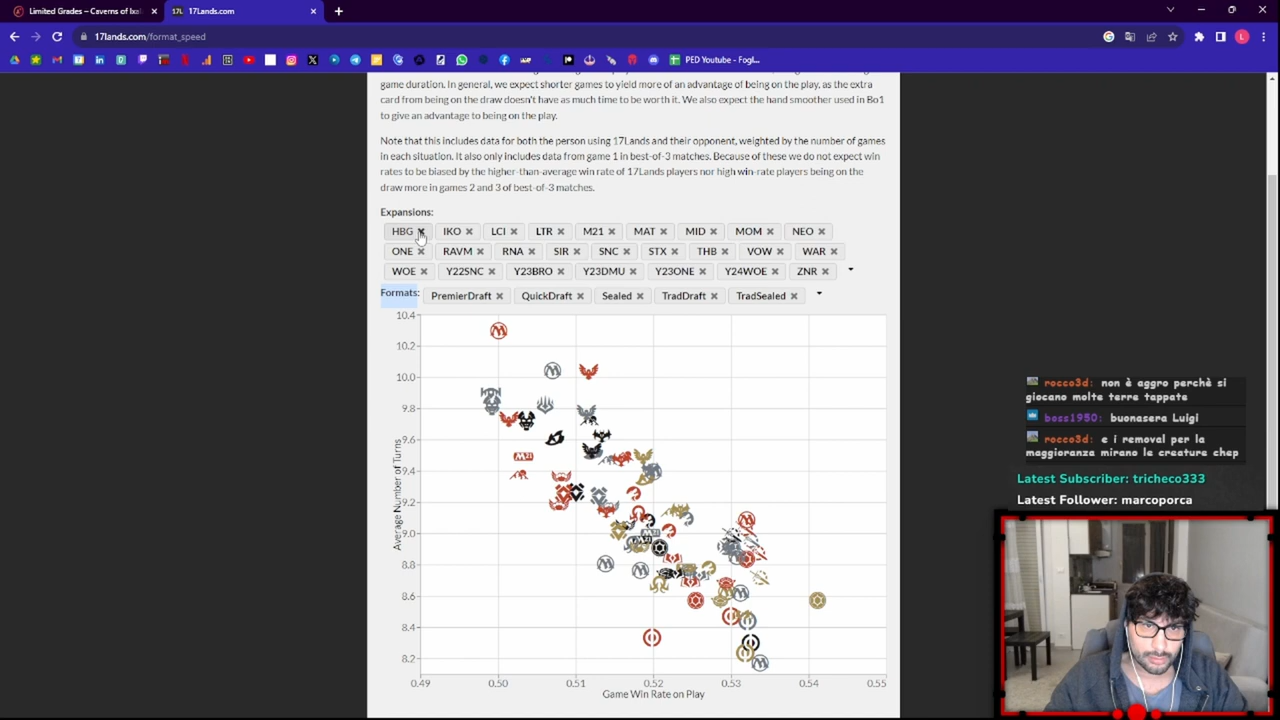 Limited Grades – Caverns of Ixal
17Lands.com
17lands.com/format_speed
PED Youtube - Fogl...
game duration. In general, we expect shorter games to yield more of an advantage of being on the play, as the extra
card from being on the draw doesn't have as much time to be worth it. We also expect the hand smoother used in Bo1
to give an advantage to being on the play.
Note that this includes data for both the person using 17Lands and their opponent, weighted by the number of games
in each situation. It also only includes data from game 1 in best-of-3 matches. Because of these we do not expect win
rates to be biased by the higher-than-average win rate of 17Lands players nor high win-rate players being on the
draw more in games 2 and 3 of best-of-3 matches.
Expansions:
HBG IKO LCI LTR M21 MAT MID MOM NEO
ONE RAVM RNA SIR SNC STX THB VOW WAR
WOE Y22SNC Y23BRO Y23DMU Y23ONE Y24WOE ZNR
Formats: PremierDraft QuickDraft Sealed TradDraft TradSealed
10.4
10.2
10.0
9.8
9.6
9.4
9.2
9.0
8.8
8.6
8.4
8.2
Average Number of Turns
M21
0.49 0.50 0.51 0.52 0.53 0.54 0.55
Game Win Rate on Play
rocco3d: non è aggro perchè si
giocano molte terre tappate
boss1950: buonasera Luigi
rocco3d: e i removal per la
maggioranza mirano le creature chep
Latest Subscriber: tricheco333
Latest Follower: marcoporca